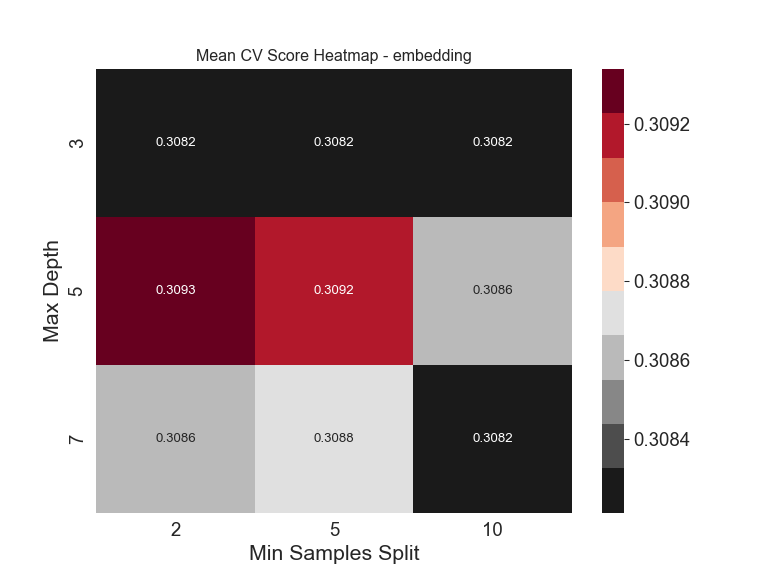 Mean CV Score Heatmap - embedding
Max Depth
3
0.3082 0.3082 0.3082
5
0.3093 0.3092 0.3086
7
0.3086 0.3088 0.3082
2 5 10
Min Samples Split
0.3092
0.3090
0.3088
0.3086
0.3084